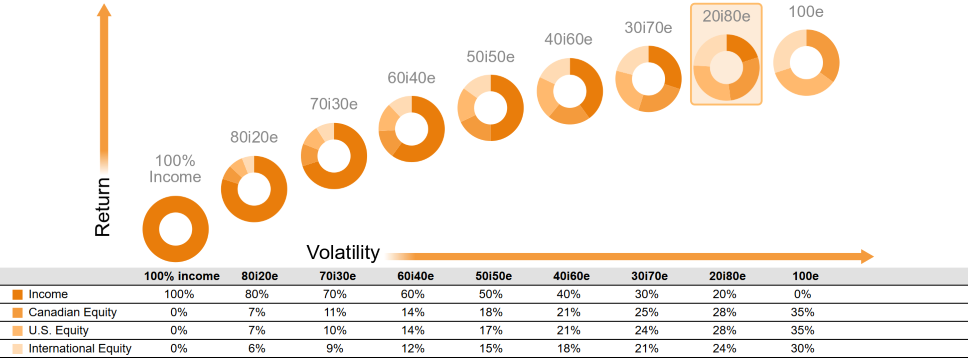 100%
Income
80i20e
70i30e
60i40e
50i50e
40i60e
30i70e
20i80e
100e
Return
Volatility
100% income 80i20e 70i30e 60i40e 50i50e 40i60e 30i70e 20i80e 100e
Income 100% 80% 70% 60% 50% 40% 30% 20% 0%
Canadian Equity 0% 7% 11% 14% 18% 21% 25% 28% 35%
U.S. Equity 0% 7% 10% 14% 17% 21% 24% 28% 35%
International Equity 0% 6% 9% 12% 15% 18% 21% 24% 30%